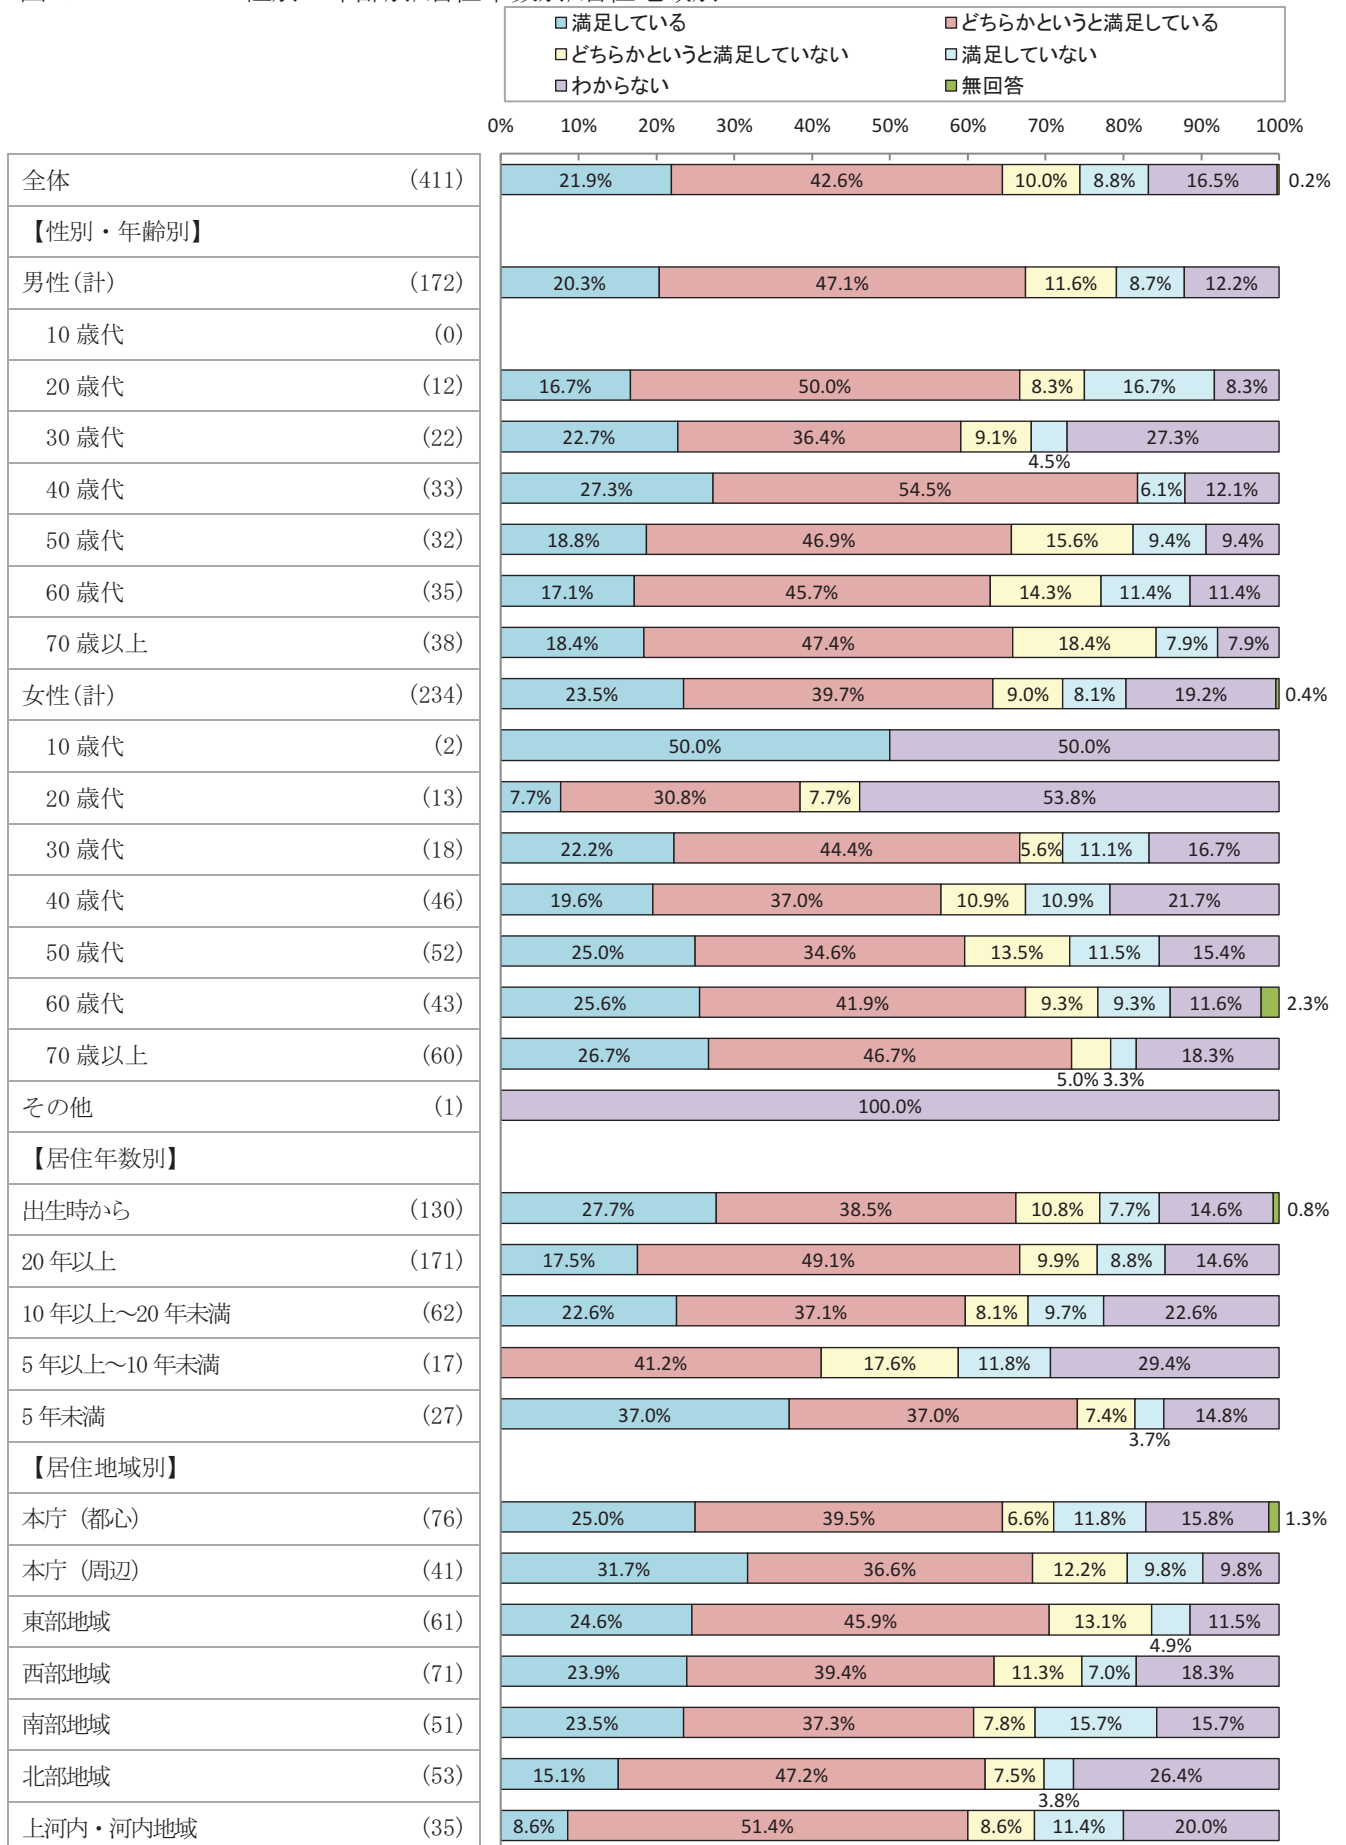 満足している どちらかというと満足している
どちらかというと満足していない 満足していない
わからない 無回答
0% 10% 20% 30% 40% 50% 60% 70% 80% 90% 100%
全体 (411) 21.9% 42.6% 10.0% 8.8% 16.5% 0.2%
【性別・年齢別】
男性(計) (172) 20.3% 47.1% 11.6% 8.7% 12.2%
10歳代 (0)
20歳代 (12) 16.7% 50.0% 8.3% 16.7% 8.3%
30歳代 (22) 22.7% 36.4% 9.1% 27.3%
4.5%
40歳代 (33) 27.3% 54.5% 6.1% 12.1%
50歳代 (32) 18.8% 46.9% 15.6% 9.4% 9.4%
60歳代 (35) 17.1% 45.7% 14.3% 11.4% 11.4%
70歳以上 (38) 18.4% 47.4% 18.4% 7.9% 7.9%
女性(計) (234) 23.5% 39.7% 9.0% 8.1% 19.2% 0.4%
10歳代 (2) 50.0% 50.0%
20歳代 (13) 7.7% 30.8% 7.7% 53.8%
30歳代 (18) 22.2% 44.4% 5.6% 11.1% 16.7%
40歳代 (46) 19.6% 37.0% 10.9% 10.9% 21.7%
50歳代 (52) 25.0% 34.6% 13.5% 11.5% 15.4%
60歳代 (43) 25.6% 41.9% 9.3% 9.3% 11.6% 2.3%
70歳以上 (60) 26.7% 46.7% 18.3%
5.0% 3.3%
その他 (1) 100.0%
【居住年数別】
出生時から (130) 27.7% 38.5% 10.8% 7.7% 14.6% 0.8%
20年以上 (171) 17.5% 49.1% 9.9% 8.8% 14.6%
10年以上～20年未満 (62) 22.6% 37.1% 8.1% 9.7% 22.6%
5年以上～10年未満 (17) 41.2% 17.6% 11.8% 29.4%
5年未満 (27) 37.0% 37.0% 7.4% 14.8%
3.7%
【居住地域別】
本庁（都心） (76) 25.0% 39.5% 6.6% 11.8% 15.8% 1.3%
本庁（周辺） (41) 31.7% 36.6% 12.2% 9.8% 9.8%
東部地域 (61) 24.6% 45.9% 13.1% 11.5%
4.9%
西部地域 (71) 23.9% 39.4% 11.3% 7.0% 18.3%
南部地域 (51) 23.5% 37.3% 7.8% 15.7% 15.7%
北部地域 (53) 15.1% 47.2% 7.5% 26.4%
3.8%
上河内・河内地域 (35) 8.6% 51.4% 8.6% 11.4% 20.0%